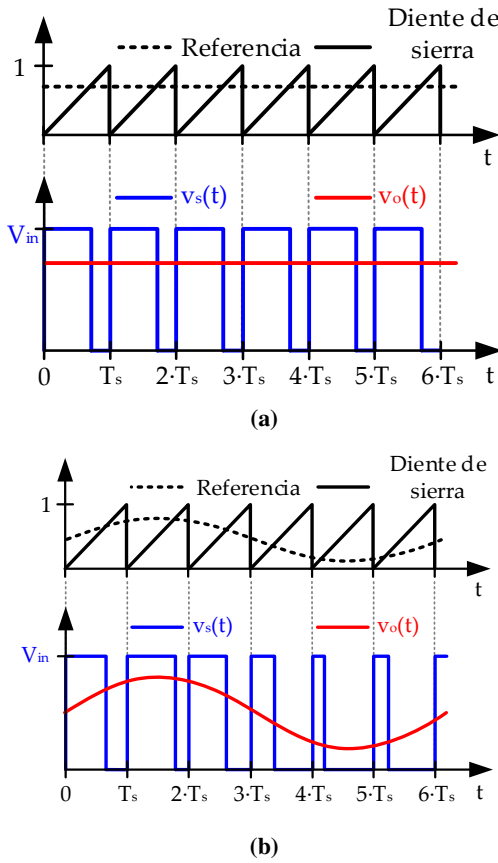 Referencia Diente de sierra
1
t
vs(t) vo(t)
Vin
0 Ts 2·Ts 3·Ts 4·Ts 5·Ts 6·Ts
t
(a)
Referencia Diente de sierra
1
t
vs(t) vo(t)
Vin
0 Ts 2·Ts 3·Ts 4·Ts 5·Ts 6·Ts
t
(b)